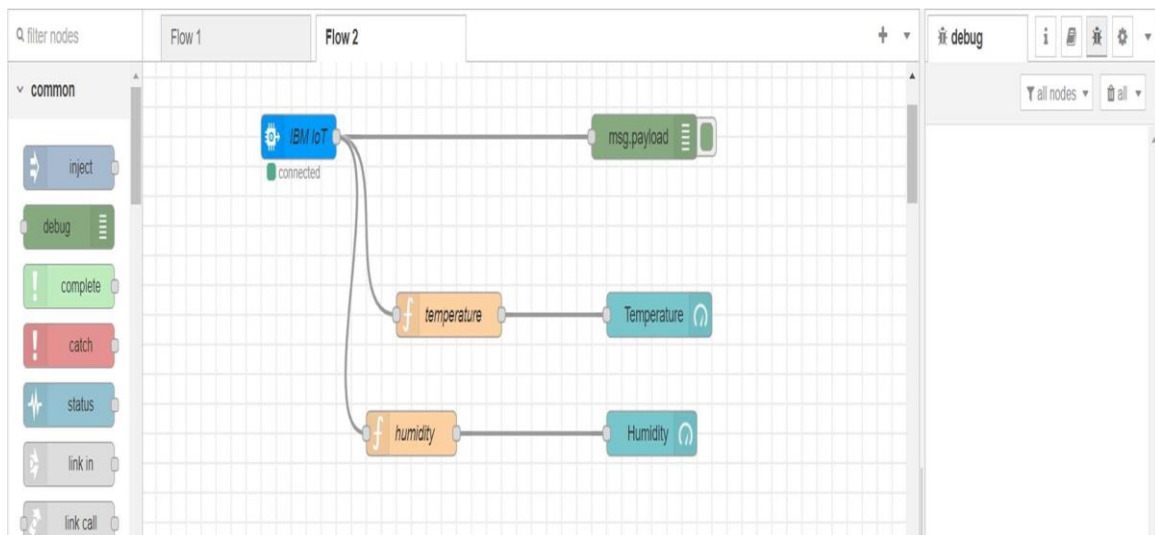 filter nodes
Flow 1
Flow 2
debug
i
all nodes
all
common
inject
debug
complete
catch
status
link in
link call
IBM IoT
connected
msg.payload
temperature
Temperature
humidity
Humidity